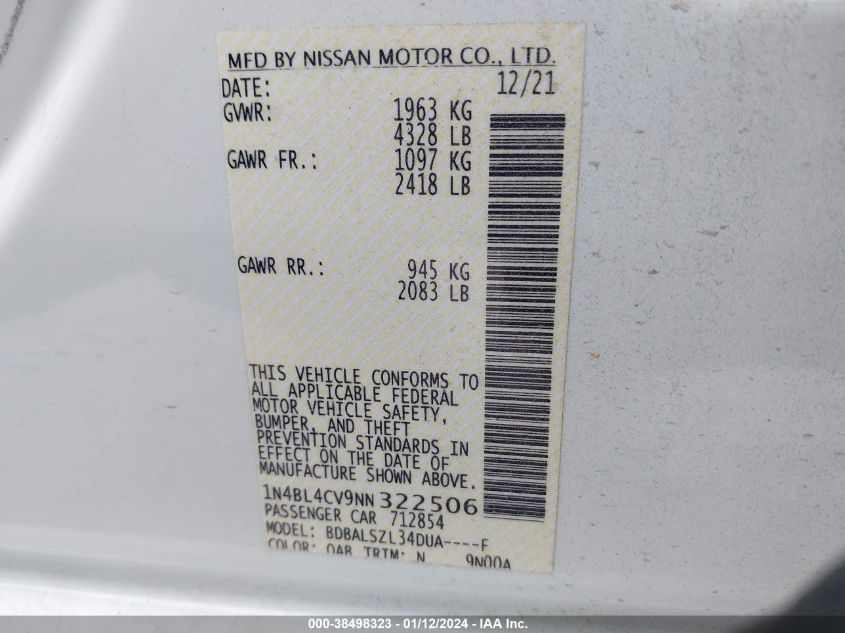 MFD BY NISSAN MOTOR CO., LTD.
DATE: 12/21
GVWR: 1963 KG
4328 LB
GAWR FR.: 1097 KG
2418 LB
GAWR RR.: 945 KG
2083 LB
THIS VEHICLE CONFORMS TO
ALL APPLICABLE FEDERAL
MOTOR VEHICLE SAFETY,
BUMPER, AND THEFT
PREVENTION STANDARDS IN
EFFECT ON THE DATE OF
MANUFACTURE SHOWN ABOVE.
1N4BL4CV9NN322506
PASSENGER CAR 712854
MODEL: BDBALSZL34DUA----F
COLOR: QAB TRIM: N 9N00A
000-38498323 - 01/12/2024 - IAA Inc.